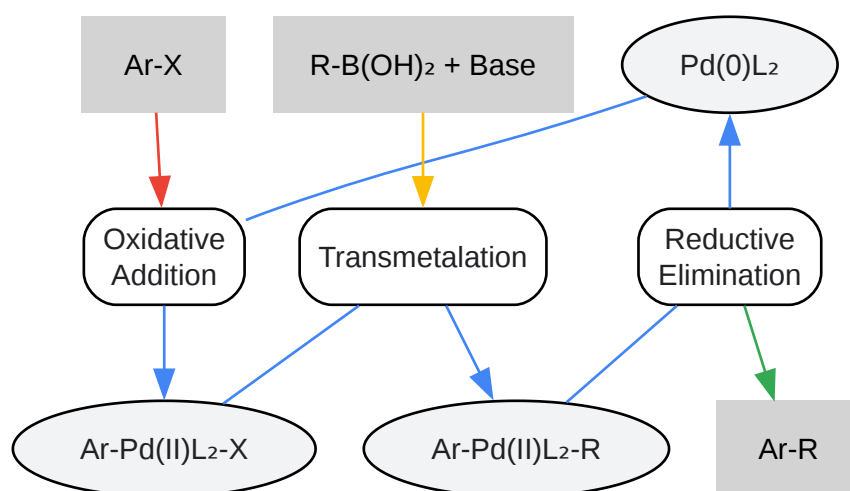 Ar-X
R-B(OH)₂ + Base
Pd(0)L₂
Oxidative
Addition
Transmetalation
Reductive
Elimination
Ar-Pd(II)L₂-X
Ar-Pd(II)L₂-R
Ar-R